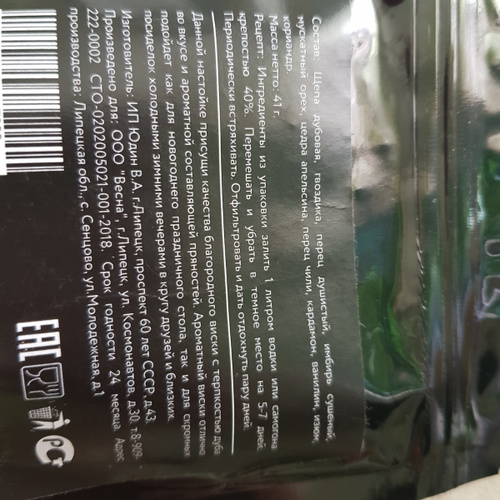 Состав: Щепа дубовая, гвоздика, перец душистый, имбирь сушеный,
мускатный орех, цедра апельсина, перец чили, кардамон, ванилин, изюм,
кориандр.
Масса нетто: 41 г.
Рецепт: Ингредиенты из упаковки залить 1 литром водки или самогона
крепостью 40%. Перемешать и убрать в темное место на 5-7 дней.
Периодически встряхивать. Отфильтровать и дать отдохнуть пару дней.
Данной настойке присущи качества благородного виски с терпкостью дуба
во вкусе и ароматной составляющей пряностей. Ароматный виски отлично
подойдет как для новогоднего праздничного стола, так и для скромных
посиделок холодными зимними вечерами в кругу друзей и близких.
Изготовитель: ИП Юдин В.А. г.Липецк, проспект 60 лет СССР, д.43.
Произведено для: ООО "Весна", г.Липецк, ул. Космонавтов, д.30, т.8-909-
222-0002 СТО-0202005021-001-2018. Срок годности 24 месяца. Адрес
производства: Липецкая обл., с. Сенцово, ул.Молодежная, д.1
ЕАС
РСТ